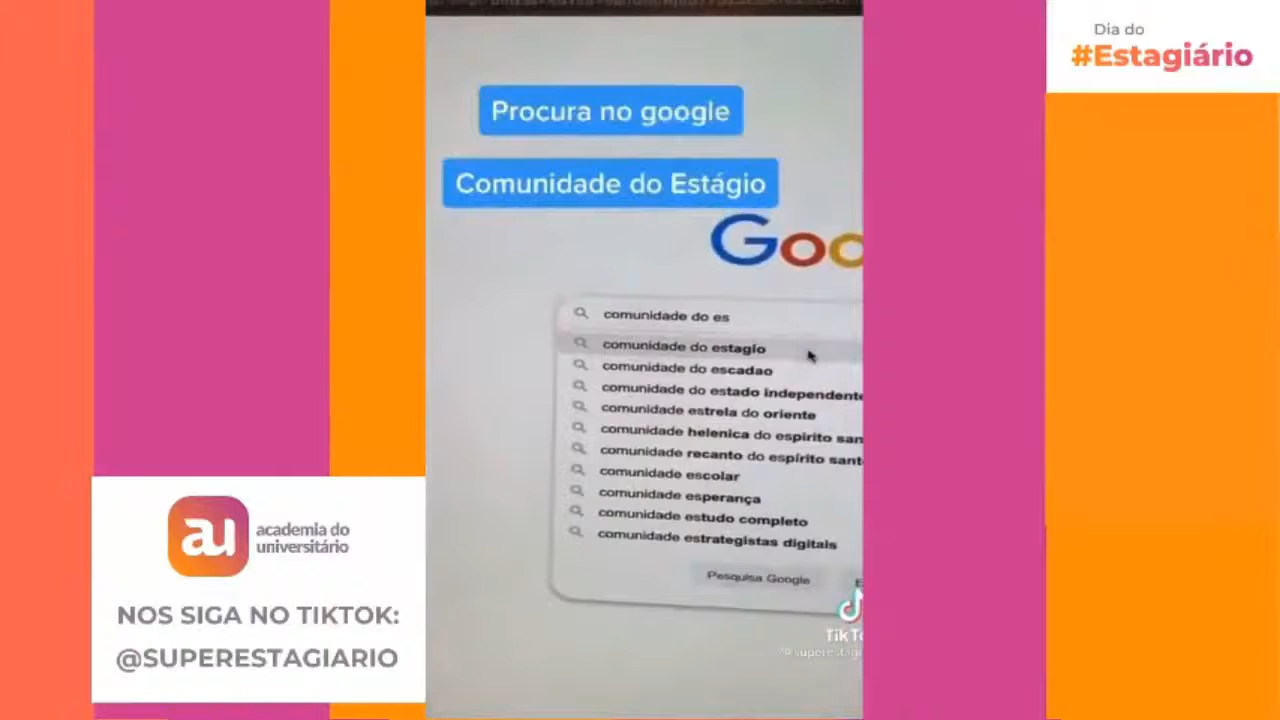 Dia do
#Estagiário
Procura no google
Comunidade do Estágio
Goo
comunidade do es
comunidade do estagio
comunidade do escadao
comunidade do estado independente
comunidade estrela do oriente
comunidade helenica do espirito san
comunidade recanto do espírito sant
comunidade escolar
comunidade esperança
comunidade estudo completo
comunidade estrategistas digitais
Pesquisa Google
TikTo
au academia do
universitário
NOS SIGA NO TIKTOK:
@SUPERESTAGIARIO